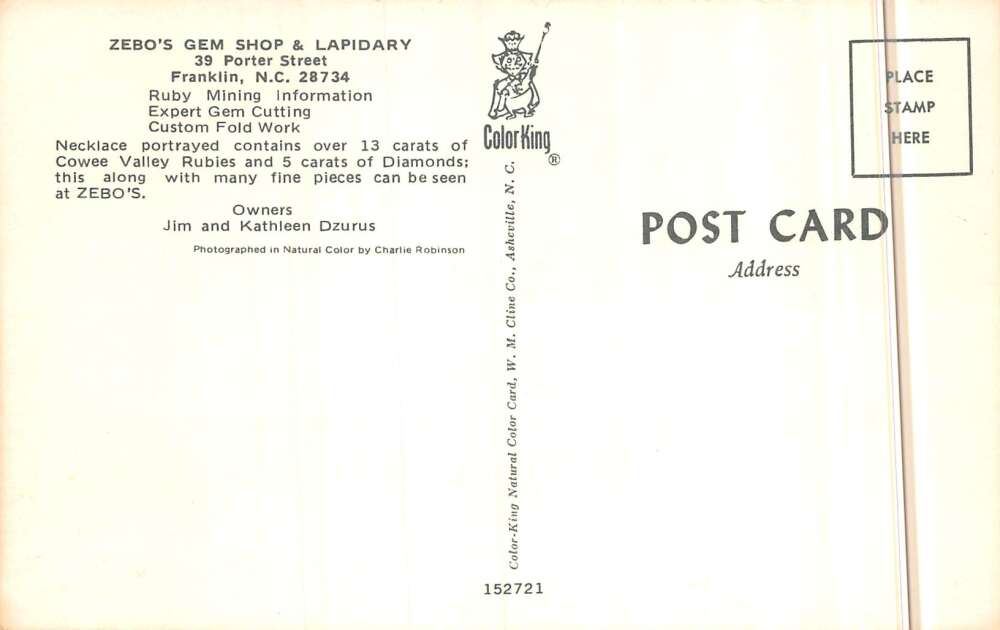 ZEBO'S GEM SHOP & LAPIDARY
39 Porter Street
Franklin, N.C. 28734
Ruby Mining Information
Expert Gem Cutting
Custom Fold Work
Necklace portrayed contains over 13 carats of
Cowee Valley Rubies and 5 carats of Diamonds;
this along with many fine pieces can be seen
at ZEBO'S.
Owners
Jim and Kathleen Dzurus
Photographed in Natural Color by Charlie Robinson
ColorKing ®
Color-King Natural Color Card, W. M. Cline Co., Asheville, N. C.
152721
PLACE
STAMP
HERE
POST CARD
Address